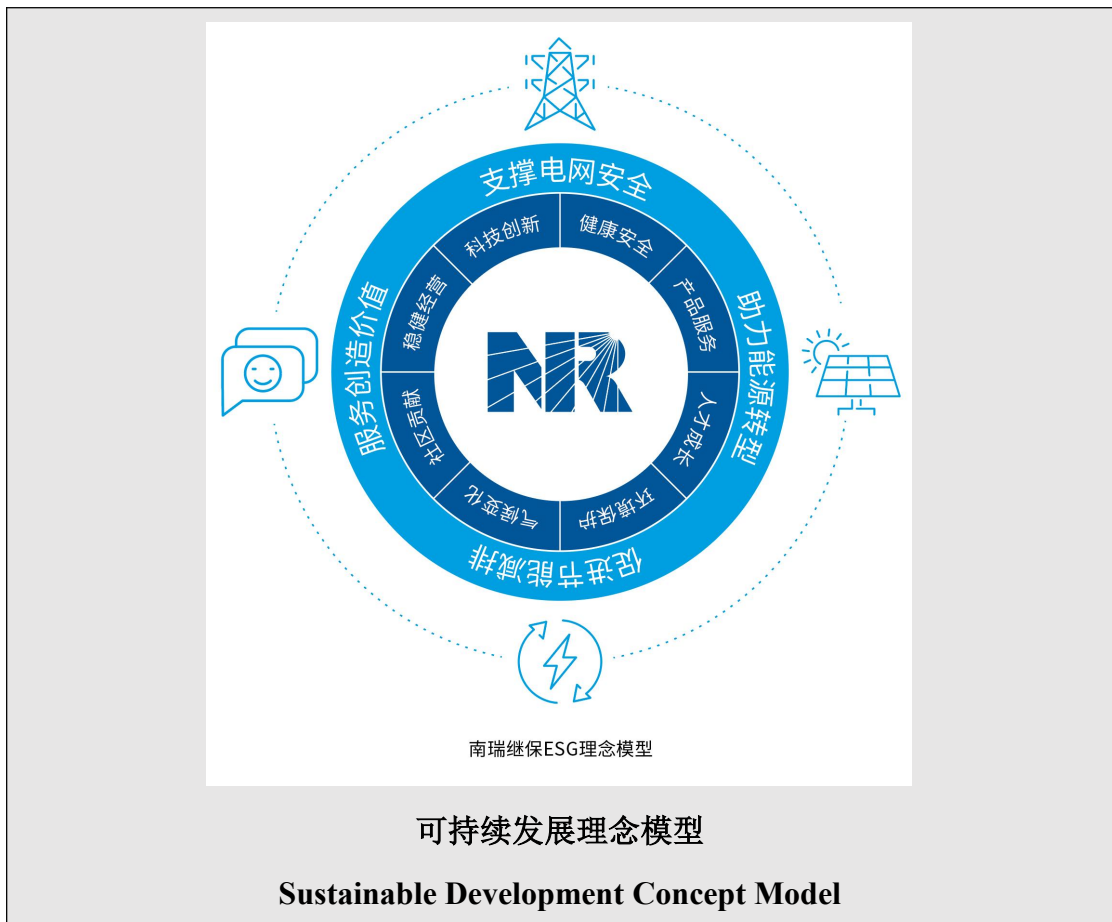 支撑电网安全
助力能源转型
促进节能减排
服务创造价值
科技创新
健康安全
产品服务
人才成长
环境保护
气候变化
社区贡献
稳健经营
NR
南瑞继保ESG理念模型
可持续发展理念模型
Sustainable Development Concept Model